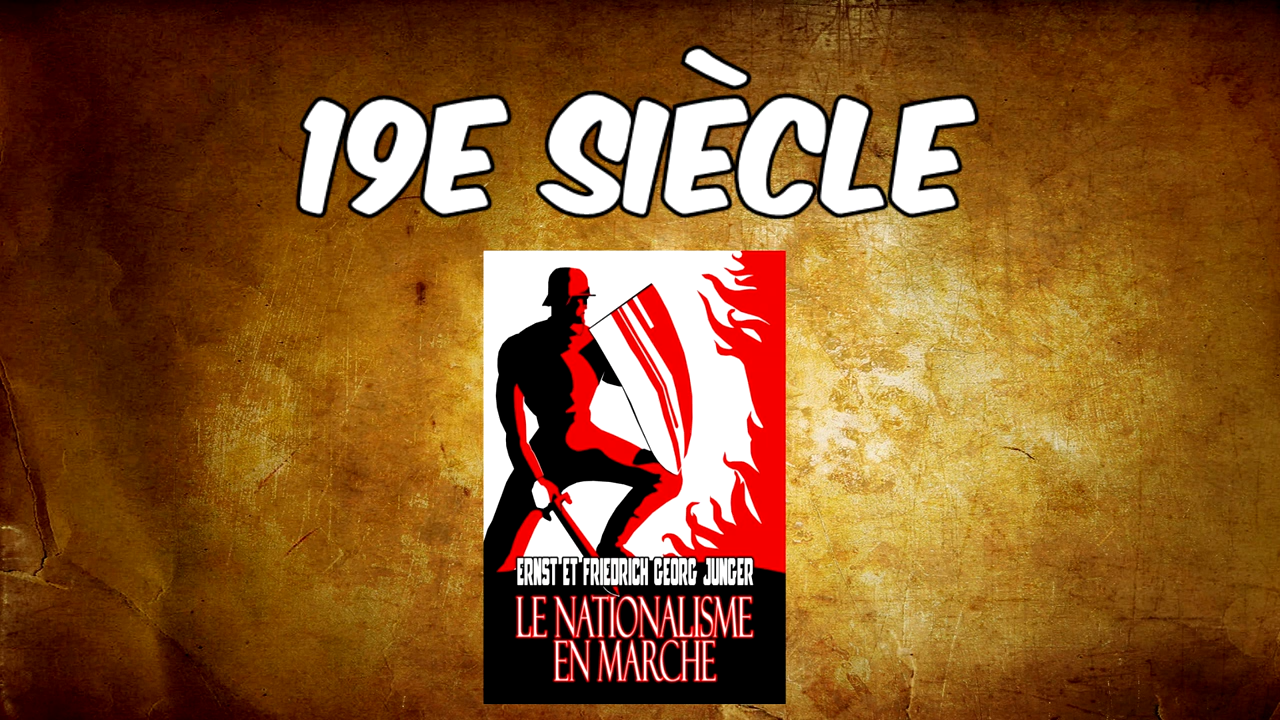 19E SIÈCLE
ERNST ET FRIEDRICH GEORG JUNGER
LE NATIONALISME
EN MARCHE